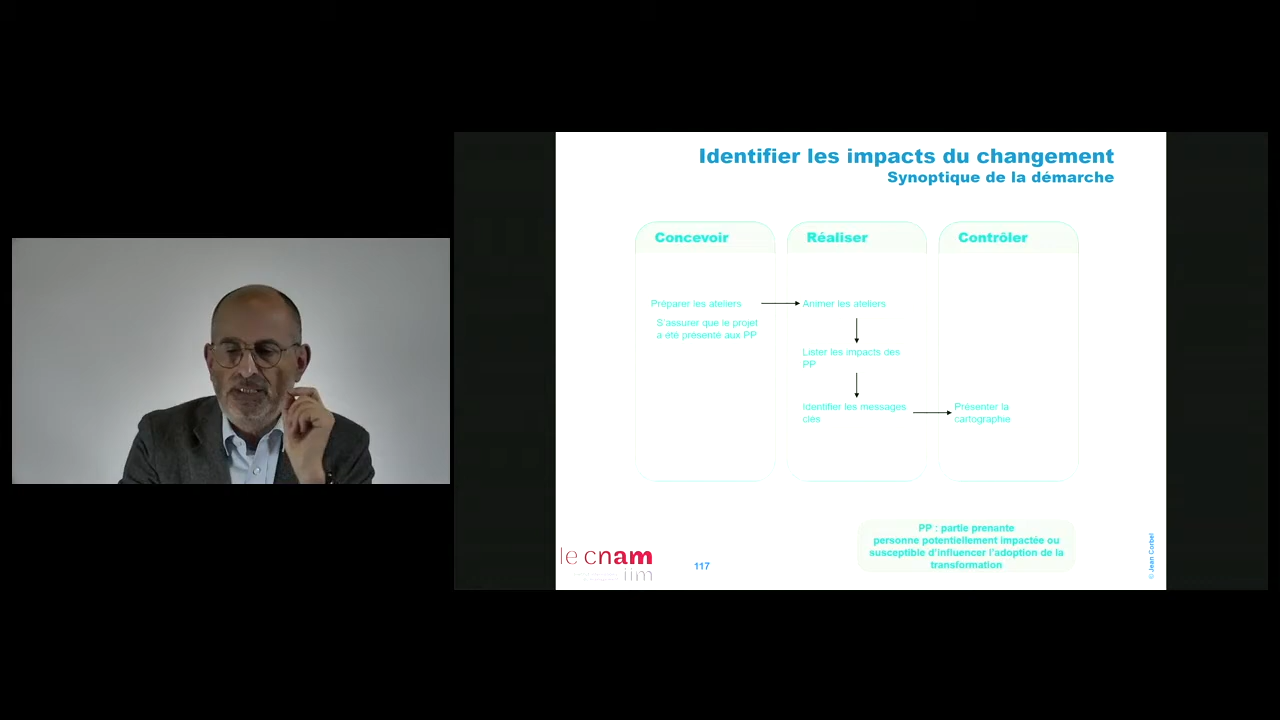 Identifier les impacts du changement
Synoptique de la démarche
Concevoir
Réaliser
Contrôler
Préparer les ateliers
S'assurer que le projet
a été présenté aux PP
Animer les ateliers
Lister les impacts des
PP
Identifier les messages
clés
Présenter la
cartographie
PP : partie prenante
personne potentiellement impactée ou
susceptible d'influencer l'adoption de la
transformation
le cnam
iim
117
© Jean Corbel